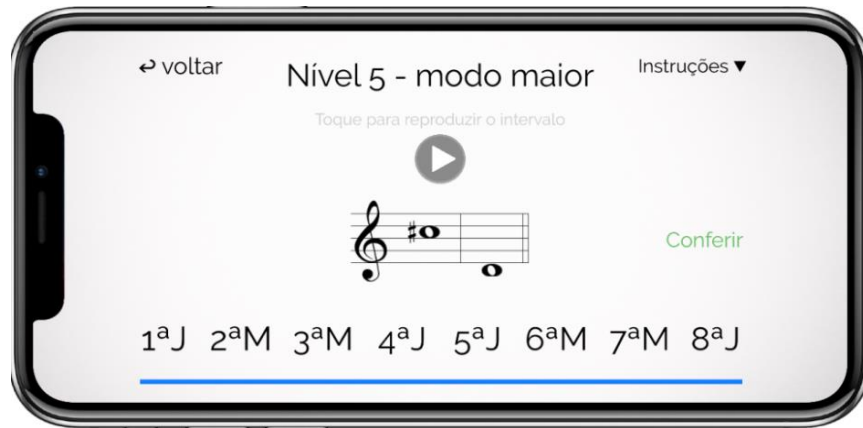 ↩ voltar
Nível 5 - modo maior
Instruções ▼
Toque para reproduzir o intervalo
Conferir
1ªJ 2ªM 3ªM 4ªJ 5ªJ 6ªM 7ªM 8ªJ